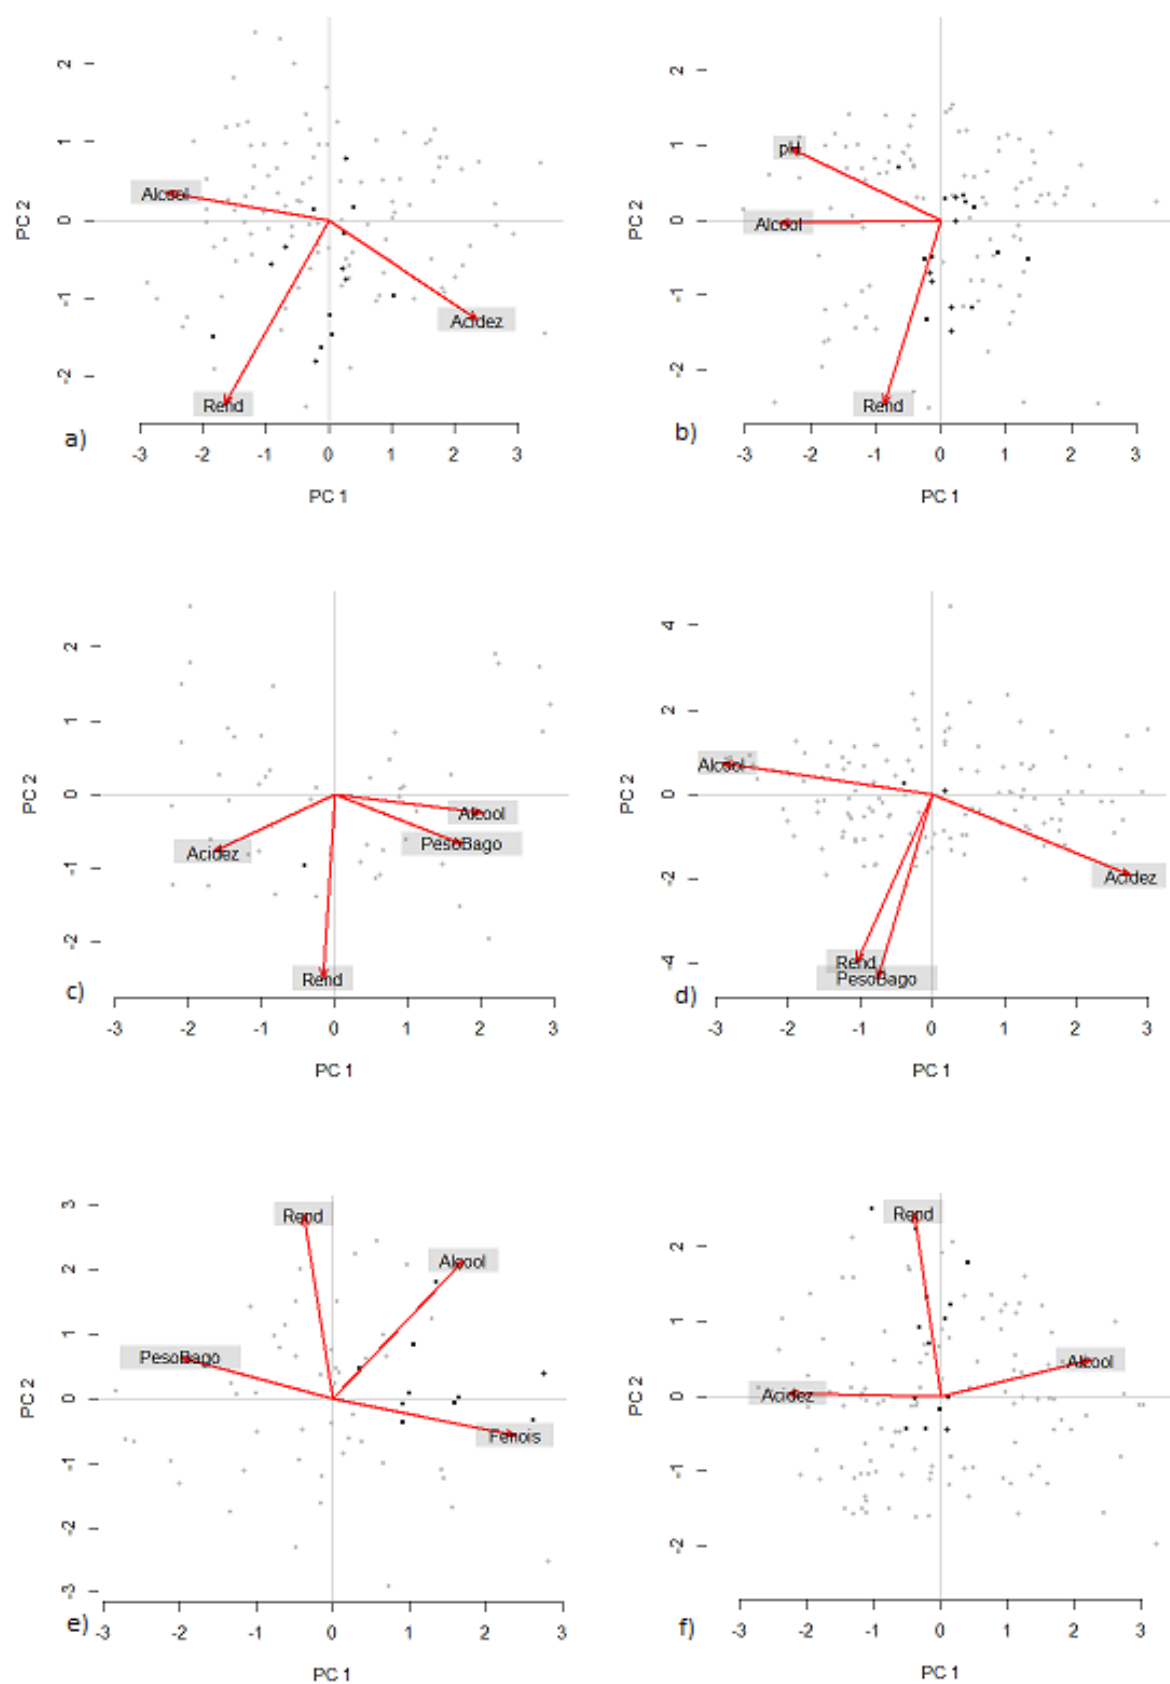 2
2
1
pH
1
PC 2
Alcool
0
PC 2
Alcool
0
-1
Acidez
-1
-2
Rend
-2
Rend
a)
b)
-3 -2 -1 0 1 2 3
-3 -2 -1 0 1 2 3
PC 1
PC 1
4
2
2
1
Alcool
PC 2
0
Alcool
PC 2
0
PesoBago
Acidez
-1
-2
Acidez
-2
Rend
-4
Rend
PesoBago
c)
d)
-3 -2 -1 0 1 2 3
-3 -2 -1 0 1 2 3
PC 1
PC 1
3
Rend
Rend
2
Alcool
2
1
PesoBago
1
Alcool
PC 2
0
PC 2
0
Acidez
Fenois
-1
-1
-2
-2
-3
e)
f)
-3 -2 -1 0 1 2 3
-3 -2 -1 0 1 2 3
PC 1
PC 1